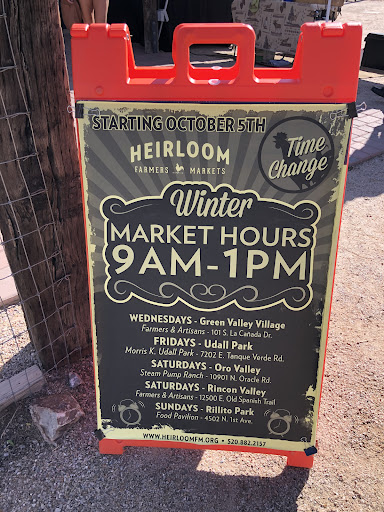 STARTING OCTOBER 5TH
HEIRLOOM
FARMERS MARKETS
Time
Change
Winter
MARKET HOURS
9AM-1PM
WEDNESDAYS - Green Valley Village
Farmers & Artisans - 101 S. La Cañada Dr.
FRIDAYS - Udall Park
Morris K. Udall Park - 7202 E. Tanque Verde Rd.
SATURDAYS - Oro Valley
Steam Pump Ranch - 10901 N. Oracle Rd.
SATURDAYS - Rincon Valley
Farmers & Artisans - 12500 E. Old Spanish Trail
SUNDAYS - Rillito Park
Food Pavilion - 4502 N. 1st Ave.
WWW.HEIRLOOMFM.ORG • 520.882.2157